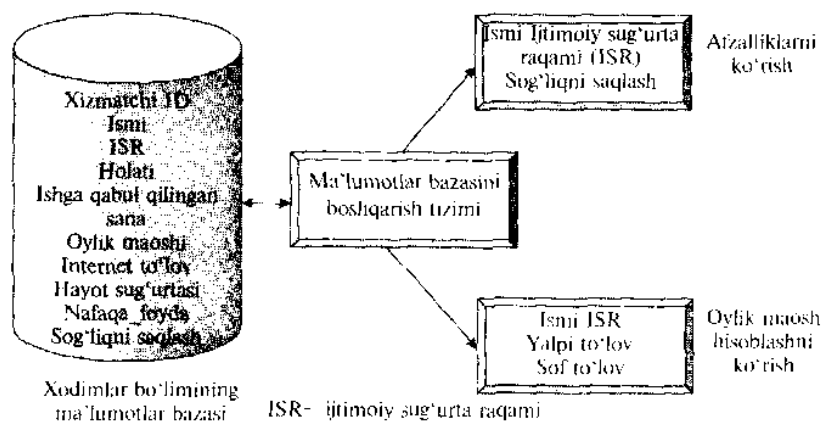 Xizmatchi ID
Ismi
ISR
Holati
Ishga qabul qilingan
sana
Oylik maoshi
Internet to‘lov
Hayot sug‘urtasi
Nafaqa_foyda
Sog‘liqni saqlash
Xodimlar bo‘limining
ma’lumotlar bazasi
Ma’lumotlar bazasini
boshqarish tizimi
Ismi Ijtimoiy sug‘urta
raqami (ISR)
Sog‘liqni saqlash
Afzalliklarni
ko‘rish
Ismi ISR
Yalpi to‘lov
Sof to‘lov
Oylik maosh
hisoblashni
ko‘rish
ISR- ijtimoiy sug‘urta raqami